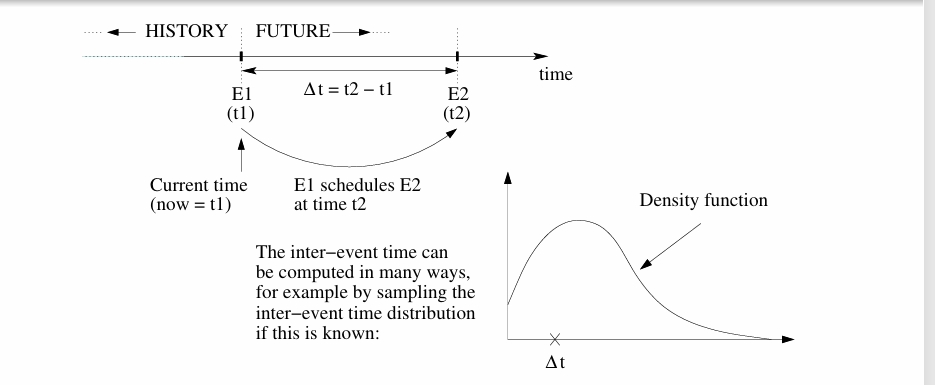 HISTORY FUTURE
time
Δt = t2 − t1
E1 E2
(t1) (t2)
Current time
(now = t1)
E1 schedules E2
at time t2
Density function
The inter−event time can
be computed in many ways,
for example by sampling the
inter−event time distribution
if this is known:
Δt